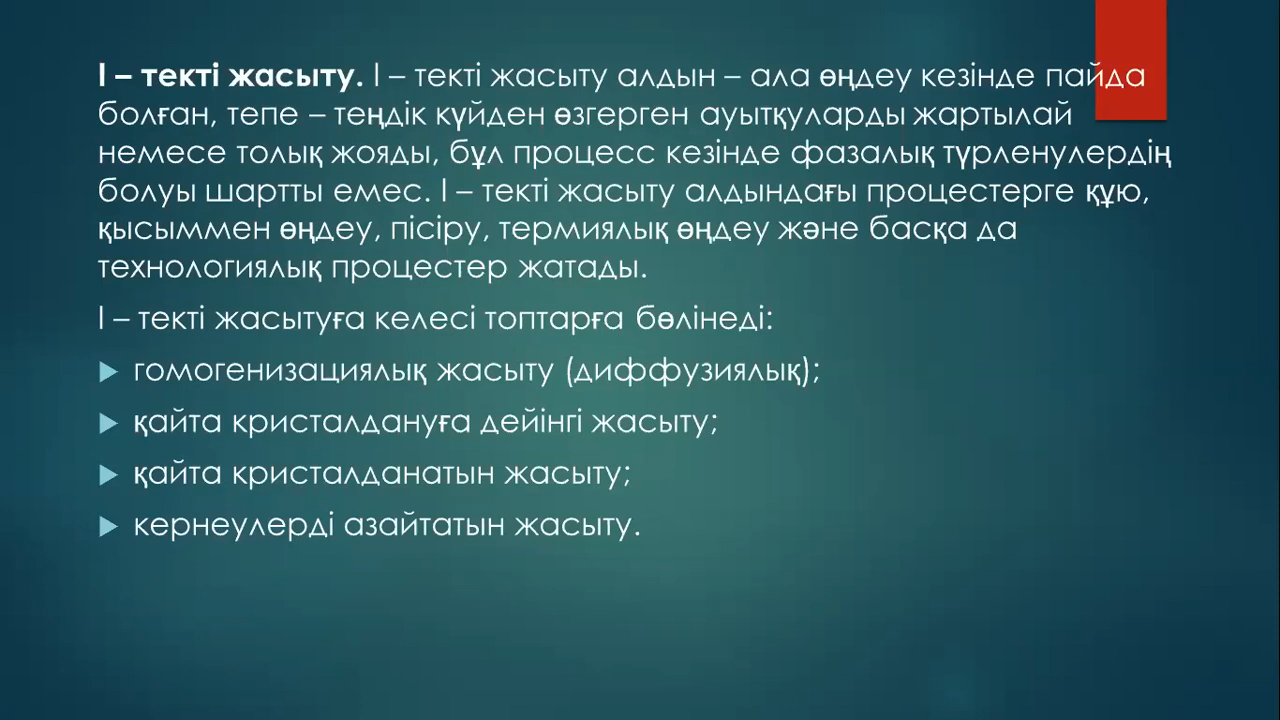 І – текті жасыту. І – текті жасыту алдын – ала өңдеу кезінде пайда
болған, тепе – теңдік күйден өзгерген ауытқуларды жартылай
немесе толық жояды, бұл процесс кезінде фазалық түрленулердің
болуы шартты емес. І – текті жасыту алдындағы процестерге құю,
қысыммен өңдеу, пісіру, термиялық өңдеу және басқа да
технологиялық процестер жатады.
І – текті жасытуға келесі топтарға бөлінеді:
гомогенизациялық жасыту (диффузиялық);
қайта кристалдануға дейінгі жасыту;
қайта кристалданатын жасыту;
кернеулерді азайтатын жасыту.